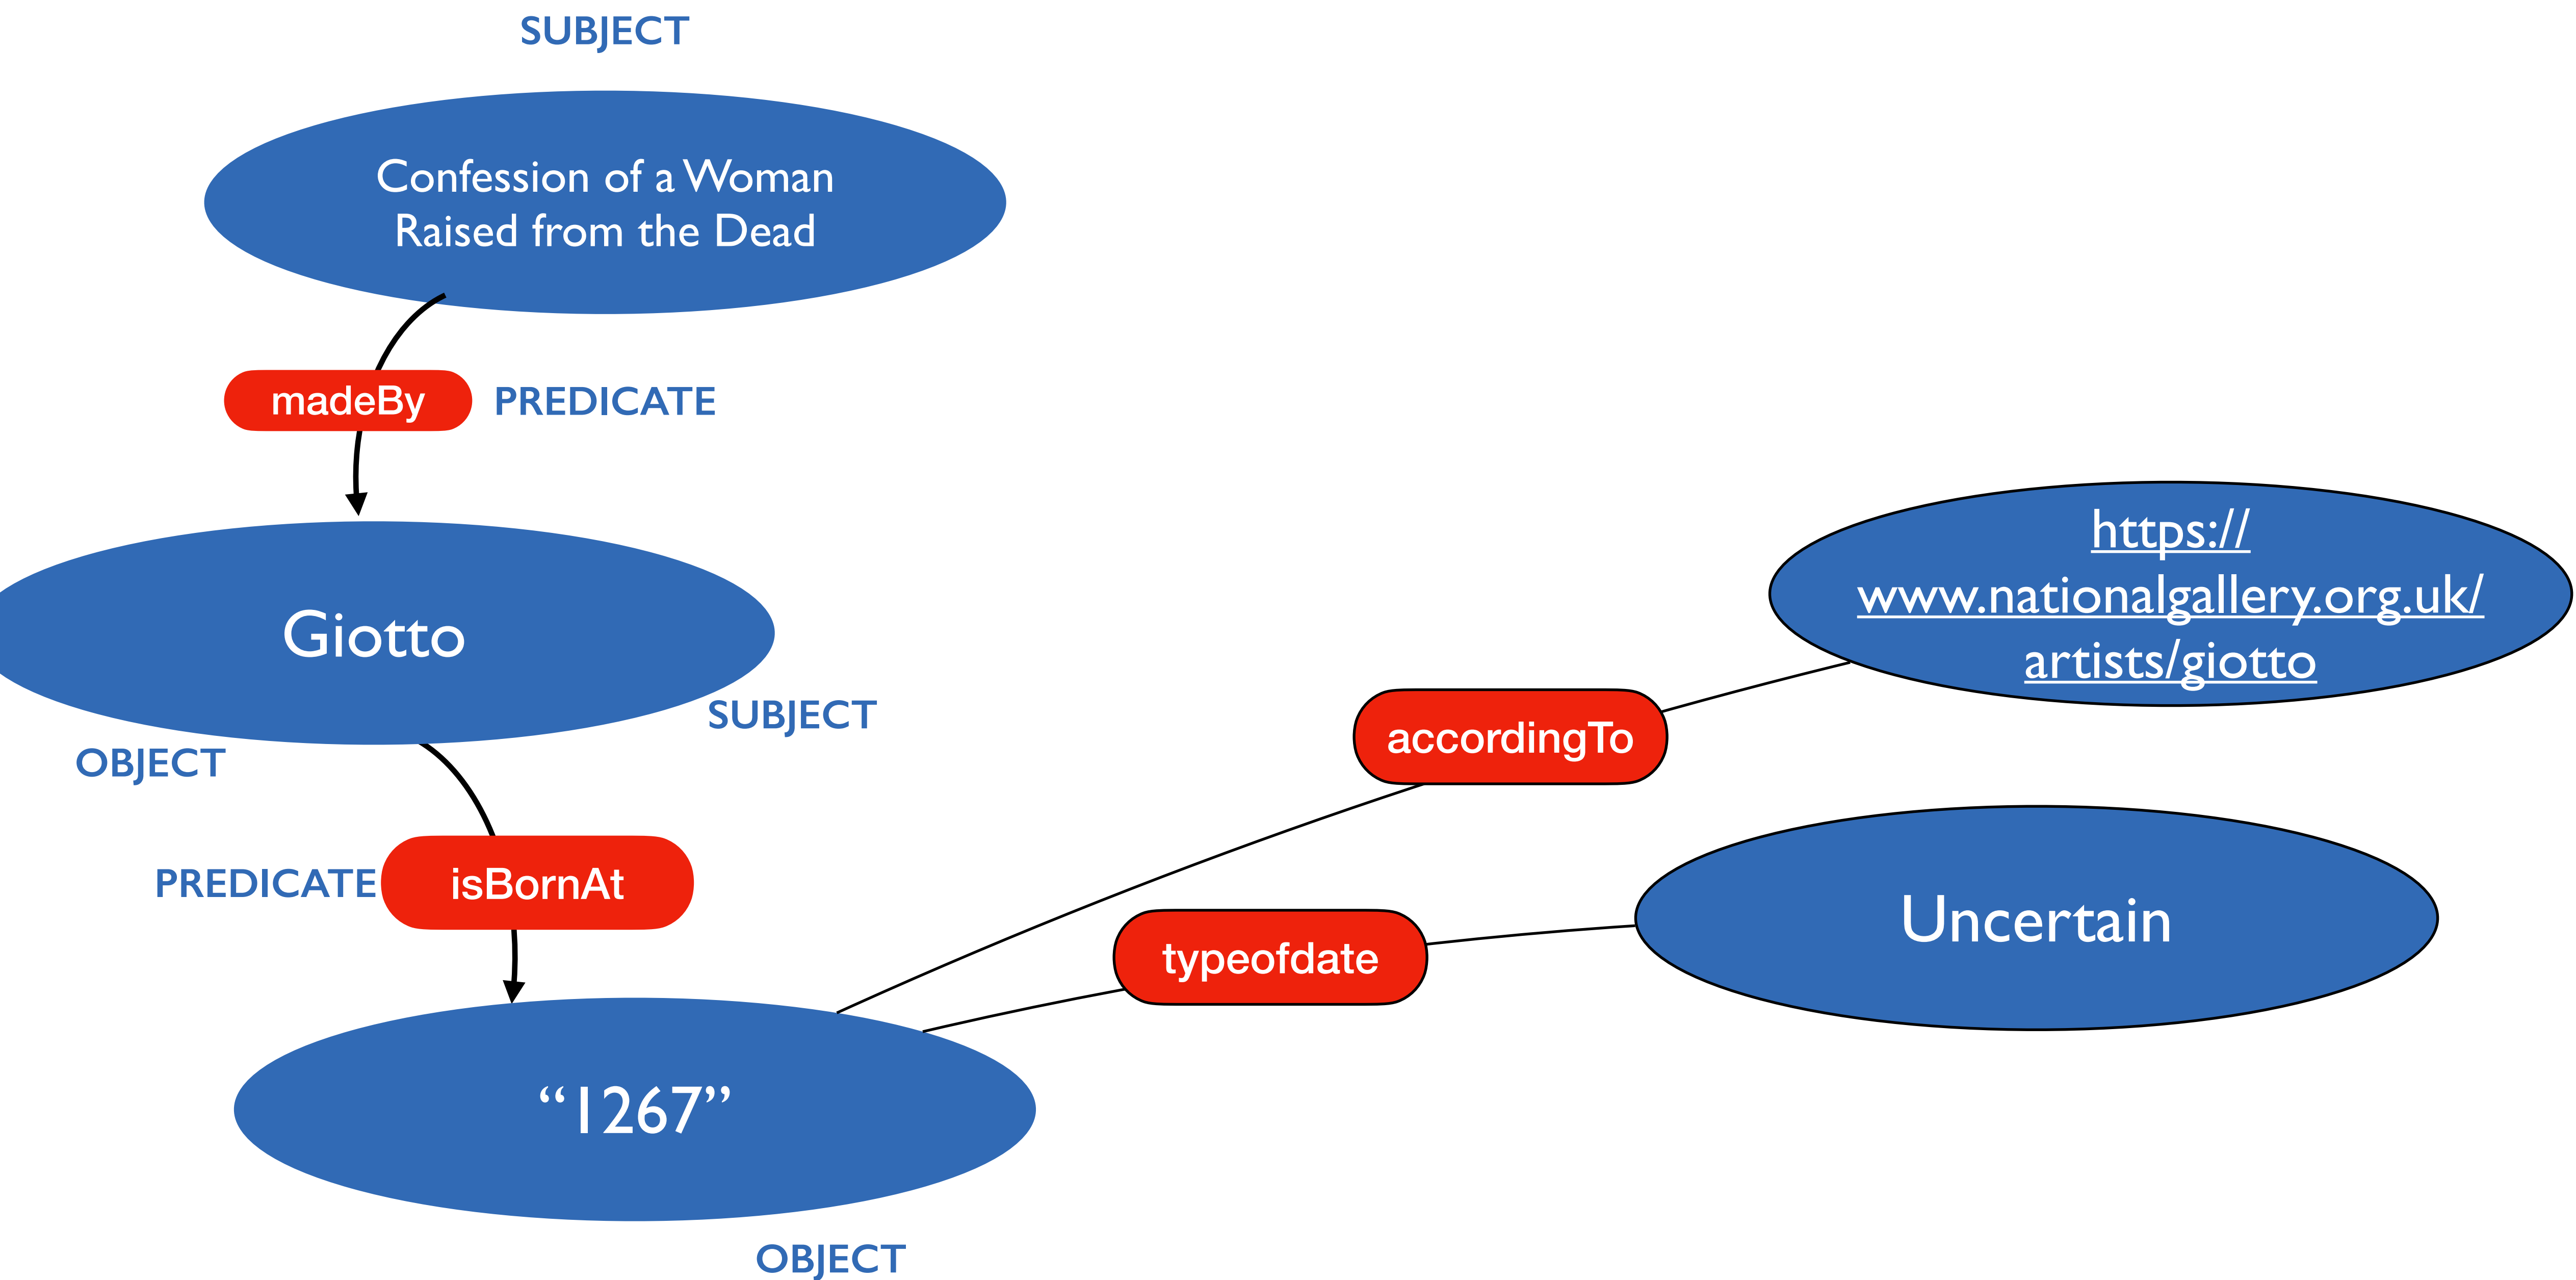 SUBJECT
Confession of a Woman
Raised from the Dead
madeBy
PREDICATE
Giotto
SUBJECT
OBJECT
PREDICATE
isBornAt
“1267”
OBJECT
https://
www.nationalgallery.org.uk/
artists/giotto
accordingTo
Uncertain
typeofdate